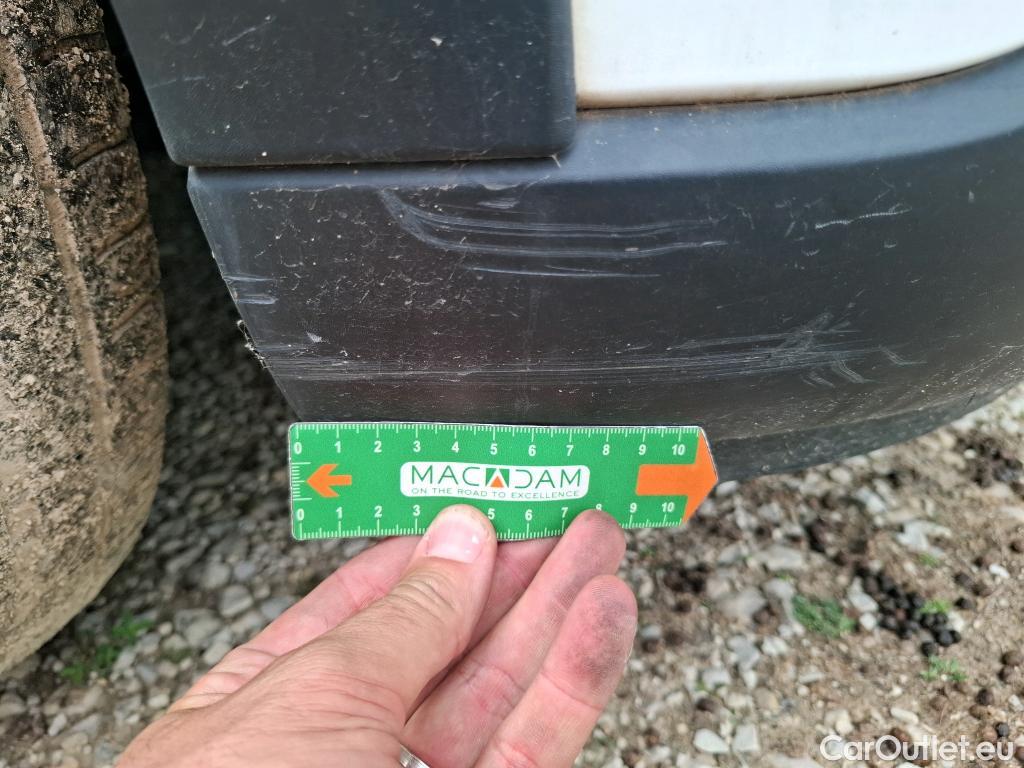 0 1 2 3 4 5 6 7 8 9 10
MACADAM
ON THE ROAD TO EXCELLENCE
0 1 2 3 5 6 7 8 9 10
CarOutlet.eu